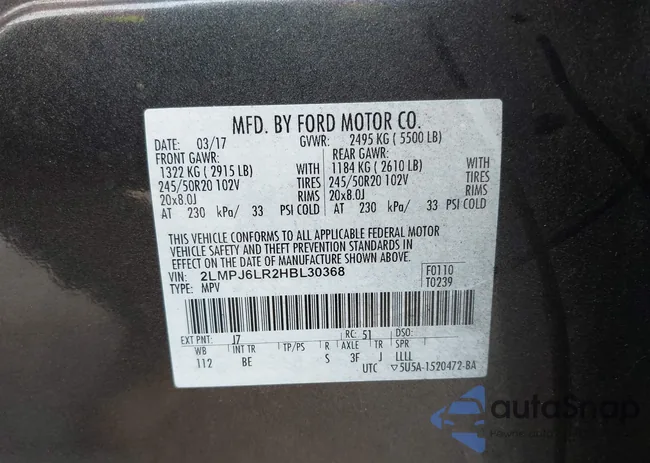 MFD. BY FORD MOTOR CO.
DATE: 03/17 GVWR: 2495 KG ( 5500 LB)
FRONT GAWR: REAR GAWR:
1322 KG ( 2915 LB) WITH 1184 KG ( 2610 LB) WITH
245/50R20 102V TIRES 245/50R20 102V TIRES
20x8.0J RIMS 20x8.0J RIMS
AT 230 kPa/ 33 PSI COLD AT 230 kPa/ 33 PSI COLD
THIS VEHICLE CONFORMS TO ALL APPLICABLE FEDERAL MOTOR
VEHICLE SAFETY AND THEFT PREVENTION STANDARDS IN
EFFECT ON THE DATE OF MANUFACTURE SHOWN ABOVE.
VIN: 2LMPJ6LR2HBL30368 F0110
TYPE: MPV T0239
EXT PNT: J7 RC: 51 DSO:
WB INT TR TP/PS R AXLE TR SPR
112 BE S 3F J LLLL
UTC ▽5U5A-1520472-BA
autoSnap